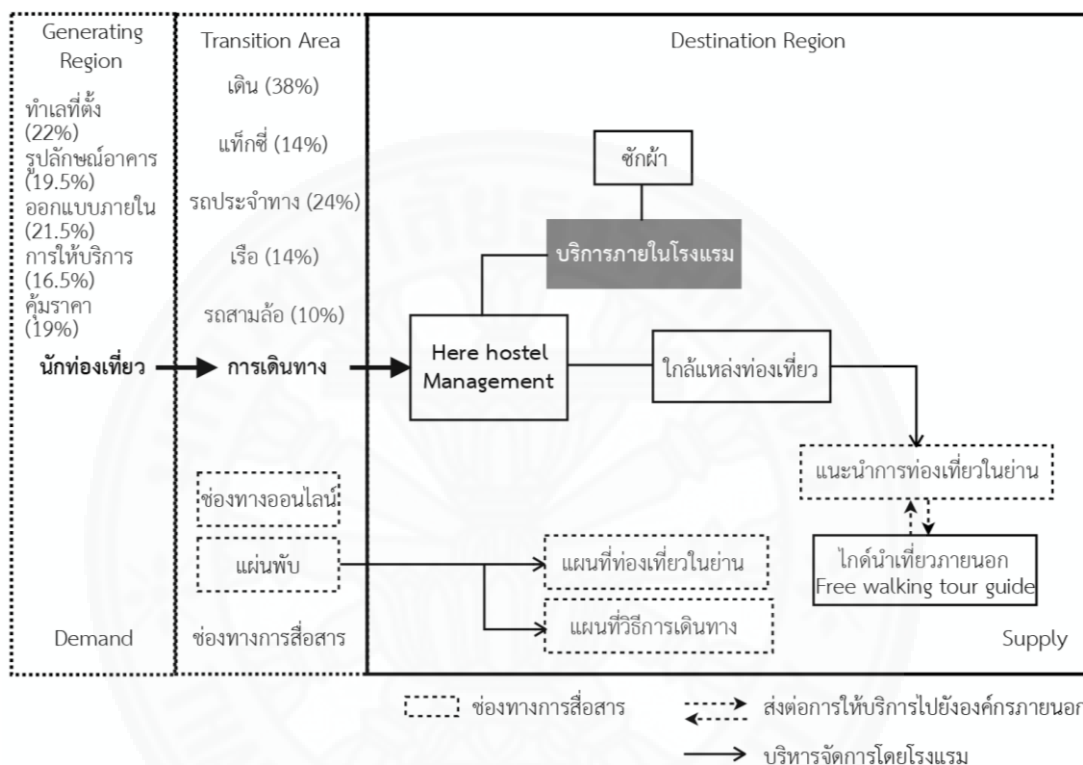 Generating
Region
ทำเลที่ตั้ง
(22%)
รูปลักษณ์อาคาร
(19.5%)
ออกแบบภายใน
(21.5%)
การให้บริการ
(16.5%)
คุ้มราคา
(19%)
นักท่องเที่ยว
Demand
Transition Area
เดิน (38%)
แท็กซี่ (14%)
รถประจำทาง (24%)
เรือ (14%)
รถสามล้อ (10%)
การเดินทาง
ช่องทางออนไลน์
แผ่นพับ
ช่องทางการสื่อสาร
Destination Region
ซักผ้า
บริการภายในโรงแรม
Here hostel
Management
ใกล้แหล่งท่องเที่ยว
แนะนำการท่องเที่ยวในย่าน
ไกด์นำเที่ยวภายนอก
Free walking tour guide
แผนที่ท่องเที่ยวในย่าน
แผนที่วิธีการเดินทาง
Supply
ช่องทางการสื่อสาร
ส่งต่อการให้บริการไปยังองค์กรภายนอก
บริหารจัดการโดยโรงแรม